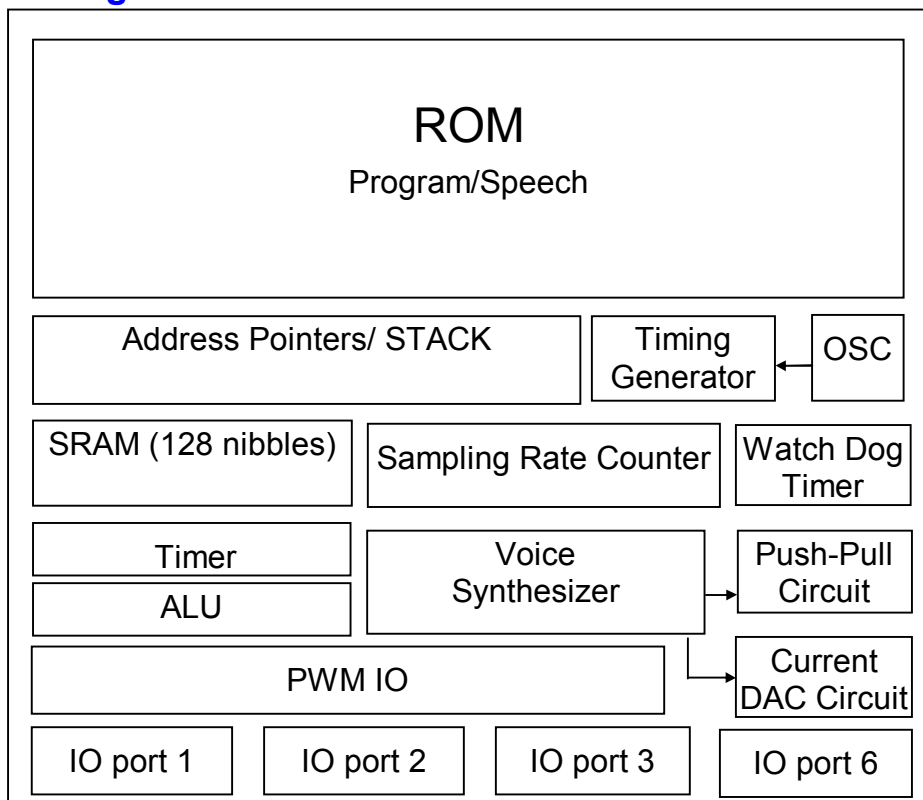 ROM
Program/Speech
Address Pointers/ STACK
Timing
Generator
OSC
SRAM (128 nibbles)
Sampling Rate Counter
Watch Dog
Timer
Timer
ALU
Voice
Synthesizer
Push-Pull
Circuit
PWM IO
Current
DAC Circuit
IO port 1
IO port 2
IO port 3
IO port 6